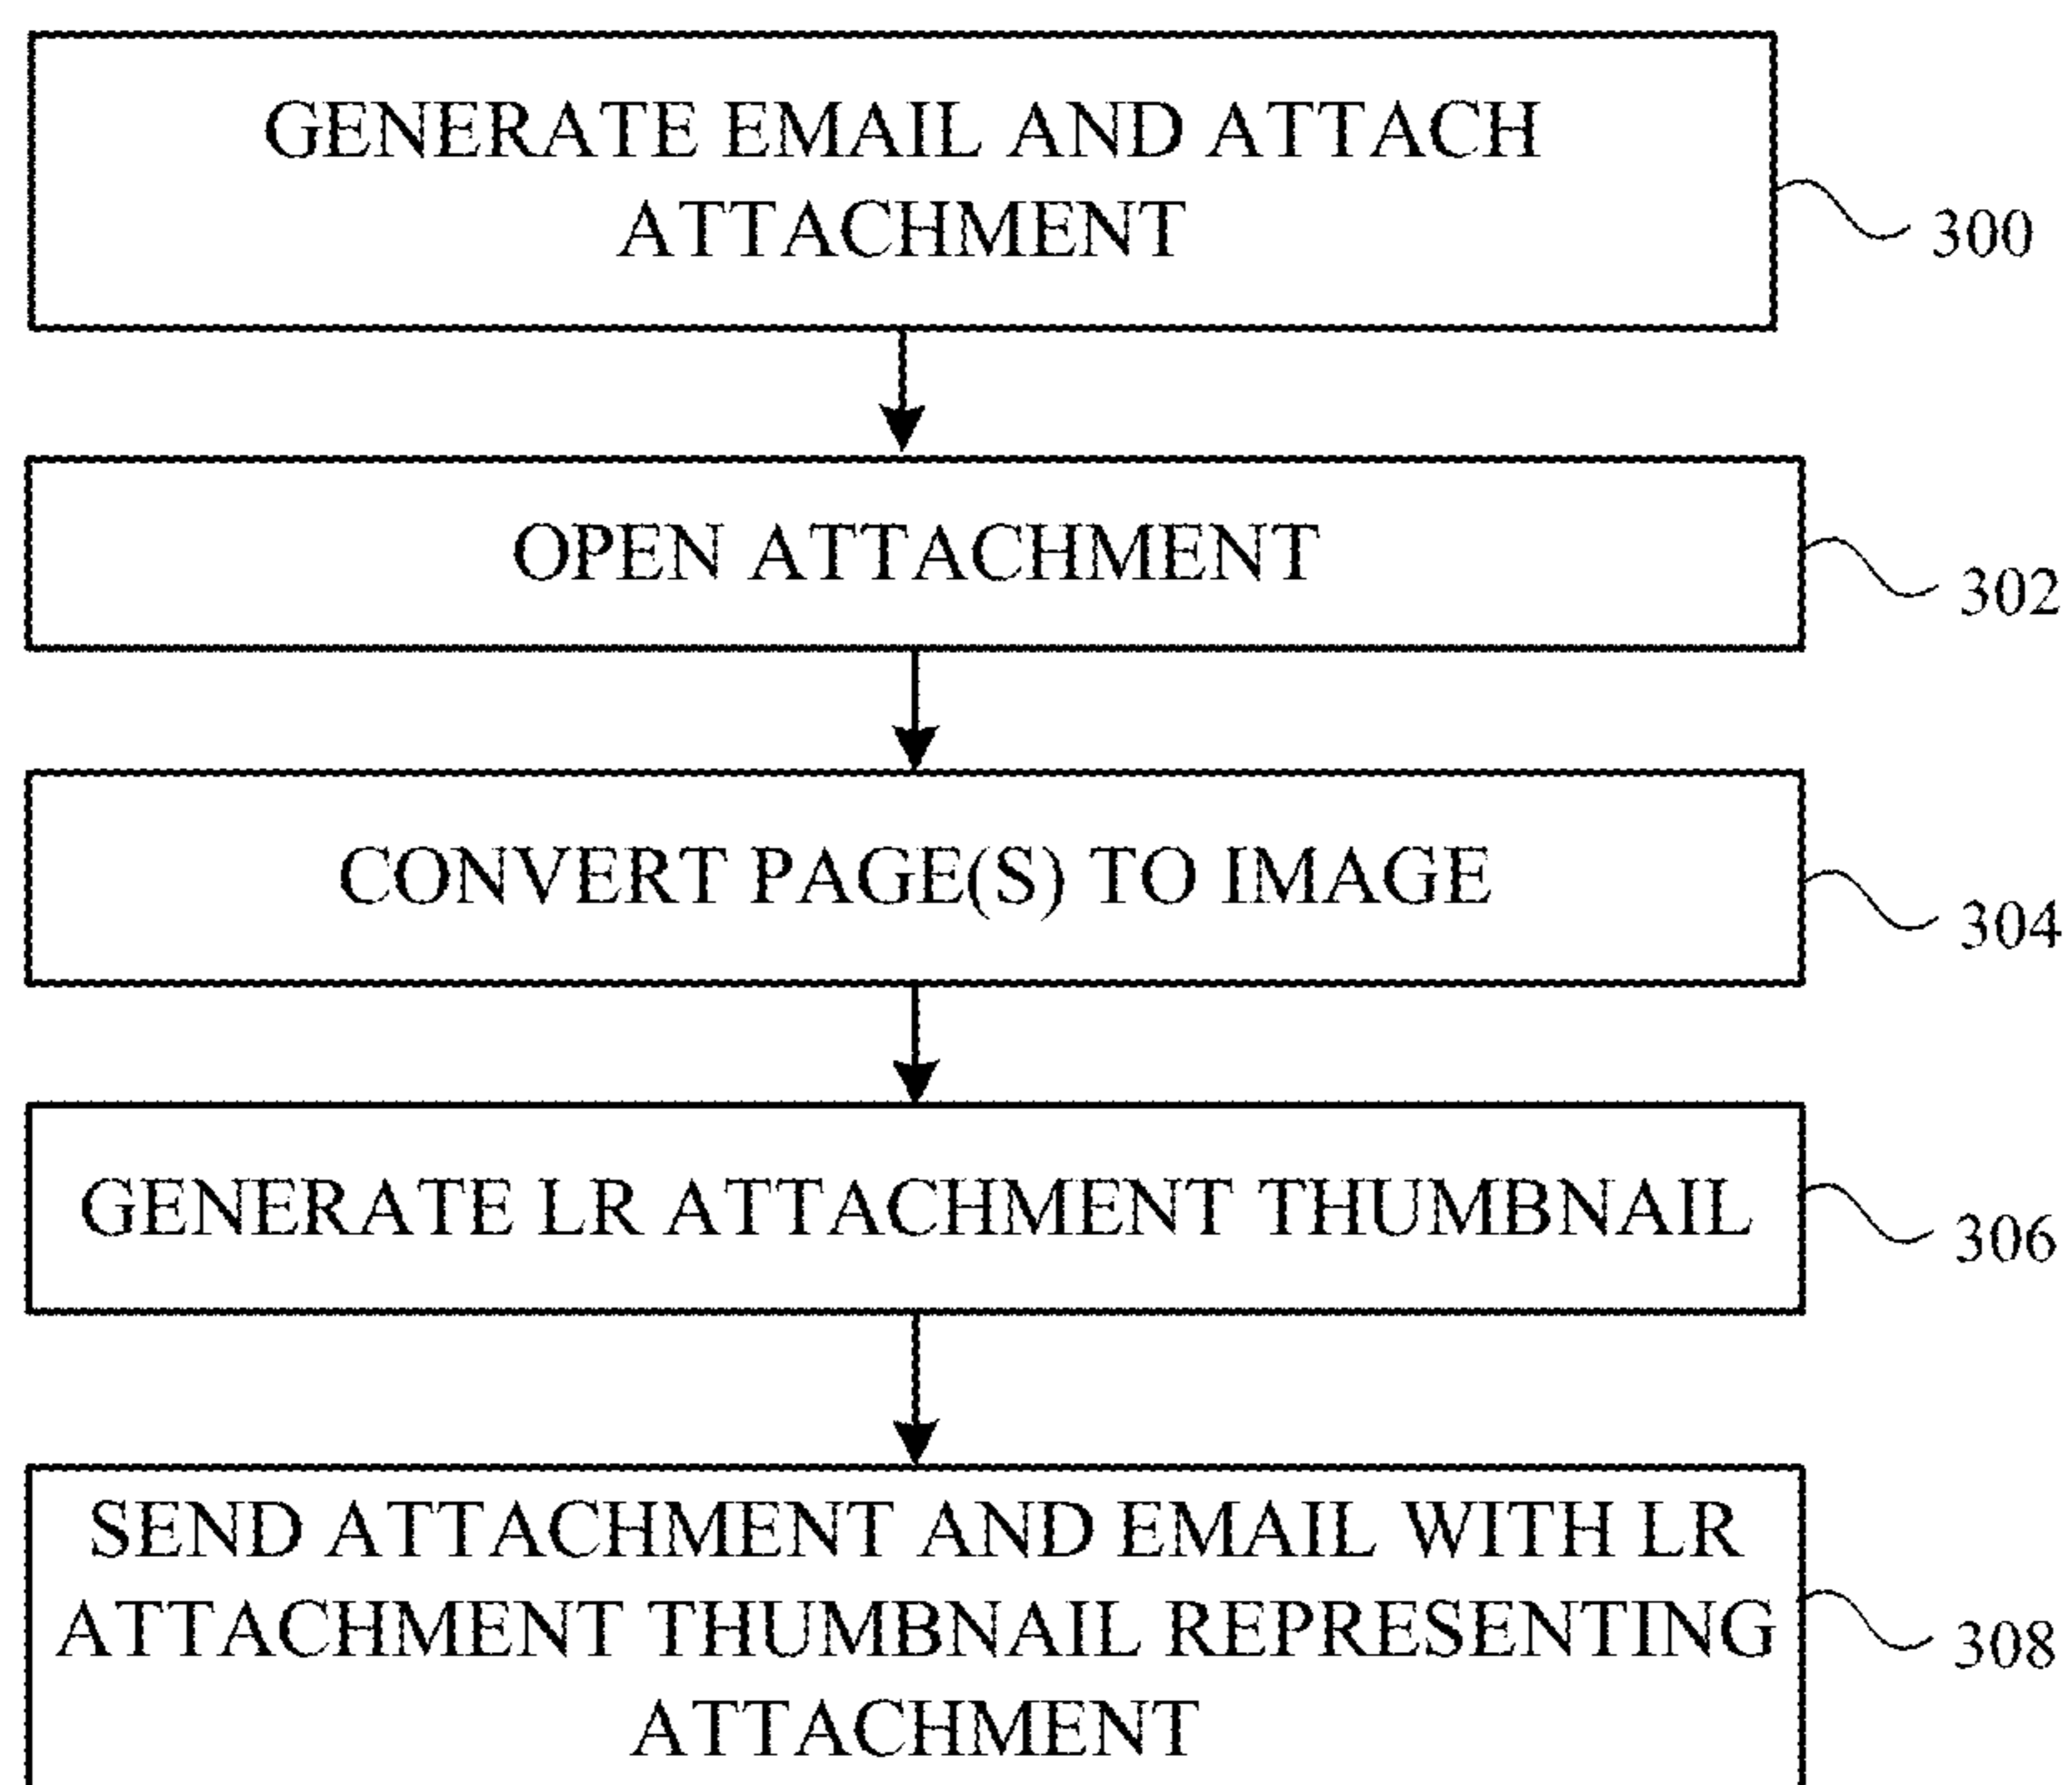 GENERATE EMAIL AND ATTACH
ATTACHMENT
300
OPEN ATTACHMENT
302
CONVERT PAGE(S) TO IMAGE
304
GENERATE LR ATTACHMENT THUMBNAIL
306
SEND ATTACHMENT AND EMAIL WITH LR
ATTACHMENT THUMBNAIL REPRESENTING
ATTACHMENT
308